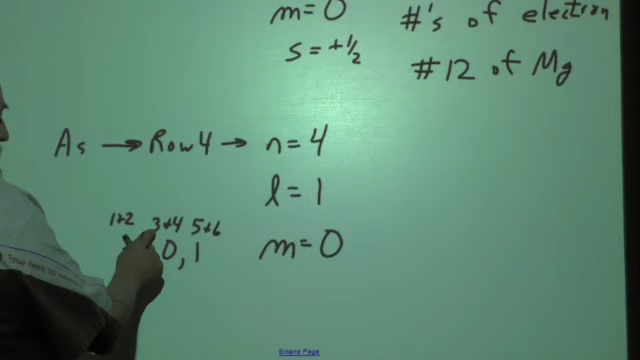 m=0
s=+1/2
#'s of electron
#12 of Mg
As → Row 4 → n=4
l=1
1+2 3+4 5+6
0, 1
m=0
Extend Page